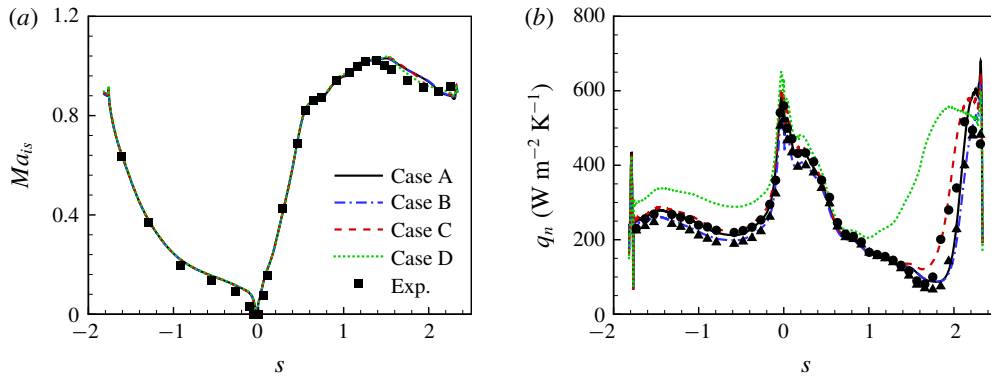 (a)
1.2
0.8
0.4
0
Ma_is
−2
−1
0
1
2
s
Case A
Case B
Case C
Case D
Exp.
(b)
800
600
400
200
0
q_n (W m⁻² K⁻¹)
−2
−1
0
1
2
s